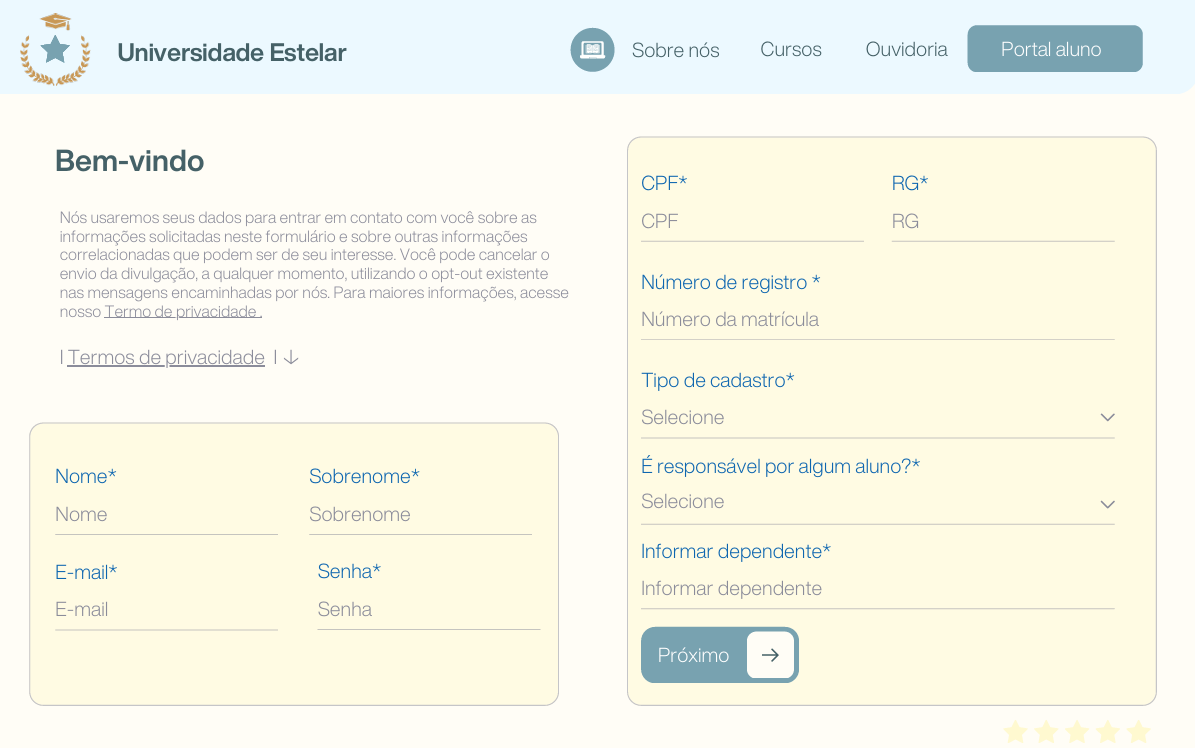 Universidade Estelar
Sobre nós
Cursos
Ouvidoria
Portal aluno
Bem-vindo
Nós usaremos seus dados para entrar em contato com você sobre as
informações solicitadas neste formulário e sobre outras informações
correlacionadas que podem ser de seu interesse. Você pode cancelar o
envio da divulgação, a qualquer momento, utilizando o opt-out existente
nas mensagens encaminhadas por nós. Para maiores informações, acesse
nosso Termo de privacidade .
| Termos de privacidade | ↓
Nome*
Nome
Sobrenome*
Sobrenome
E-mail*
E-mail
Senha*
Senha
CPF*
CPF
RG*
RG
Número de registro *
Número da matrícula
Tipo de cadastro*
Selecione
É responsável por algum aluno?*
Selecione
Informar dependente*
Informar dependente
Próximo →